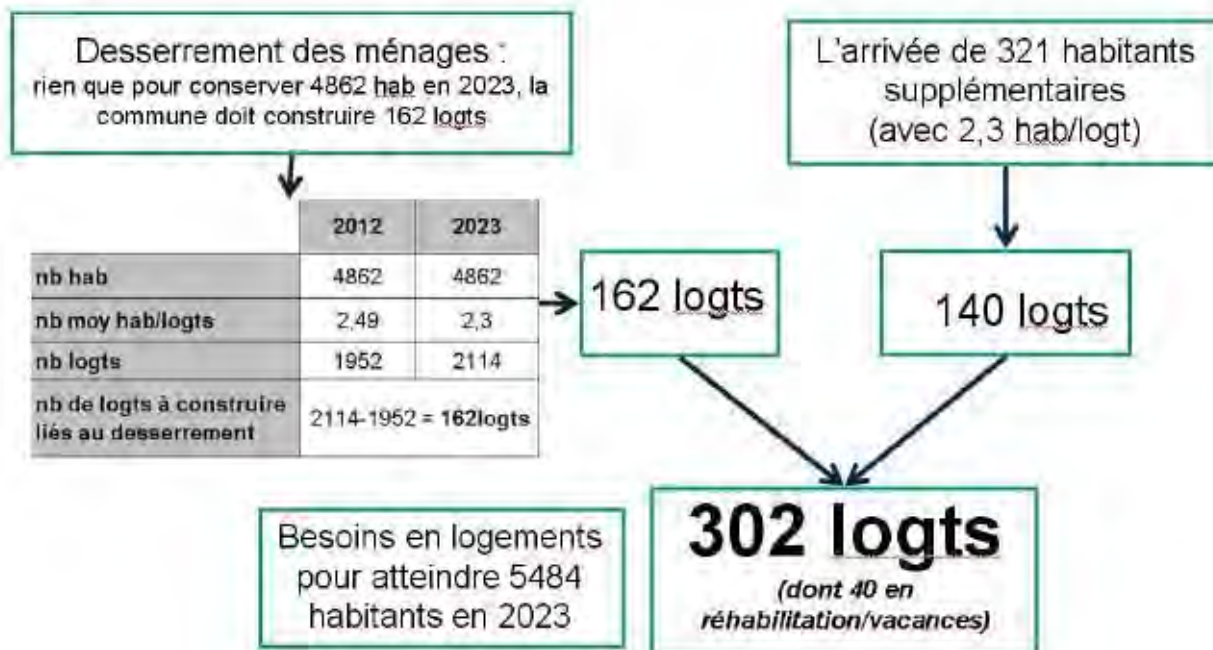 Desserrement des ménages :
rien que pour conserver 4862 hab en 2023, la
commune doit construire 162 logts
L'arrivée de 321 habitants
supplémentaires
(avec 2,3 hab/logt)
2012 2023
nb hab 4862 4862
nb moy hab/logts 2,49 2,3
nb logts 1952 2114
nb de logts à construire
liés au desserrement 2114-1952 = 162logts
162 logts
140 logts
Besoins en logements
pour atteindre 5484
habitants en 2023
302 logts
(dont 40 en
réhabilitation/vacances)